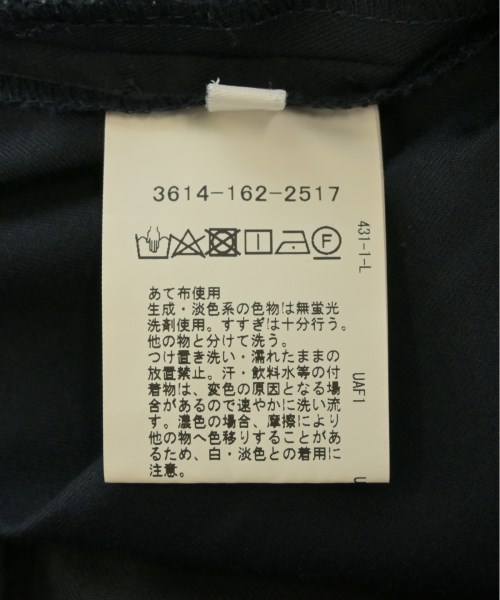 3614-162-2517
F
あて布使用
生成・淡色系の色物は無蛍光
洗剤使用。すすぎは十分行う。
他の物と分けて洗う。
つけ置き洗い・濡れたままの
放置禁止。汗・飲料水等の付
着物は、変色の原因となる場
合があるので速やかに洗い流
す。濃色の場合、摩擦により
他の物へ色移りすることがあ
るため、白・淡色との着用に
注意。
431-1-L
UAF1